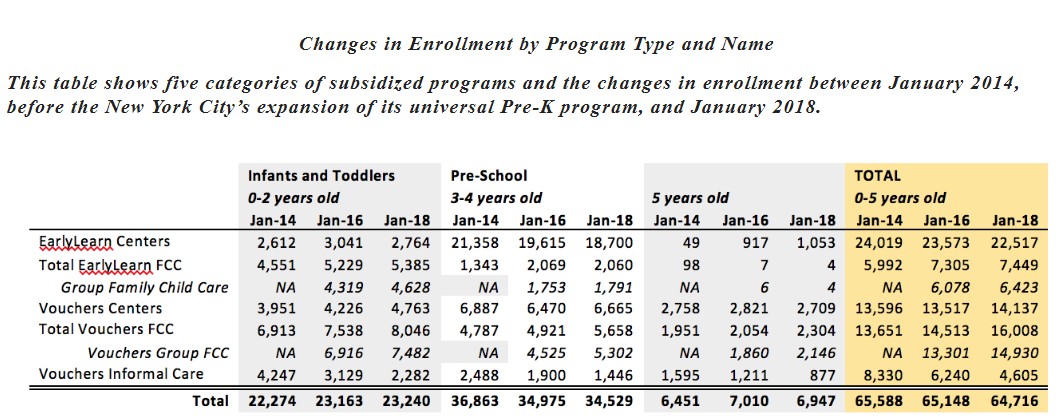 Changes in Enrollment by Program Type and Name
This table shows five categories of subsidized programs and the changes in enrollment between January 2014,
before the New York City's expansion of its universal Pre-K program, and January 2018.
Infants and Toddlers Pre-School TOTAL
0-2 years old 3-4 years old 5 years old 0-5 years old
Jan-14 Jan-16 Jan-18 Jan-14 Jan-16 Jan-18 Jan-14 Jan-16 Jan-18 Jan-14 Jan-16 Jan-18
EarlyLearn Centers 2,612 3,041 2,764 21,358 19,615 18,700 49 917 1,053 24,019 23,573 22,517
Total EarlyLearn FCC 4,551 5,229 5,385 1,343 2,069 2,060 98 7 4 5,992 7,305 7,449
Group Family Child Care NA 4,319 4,628 NA 1,753 1,791 NA 6 4 NA 6,078 6,423
Vouchers Centers 3,951 4,226 4,763 6,887 6,470 6,665 2,758 2,821 2,709 13,596 13,517 14,137
Total Vouchers FCC 6,913 7,538 8,046 4,787 4,921 5,658 1,951 2,054 2,304 13,651 14,513 16,008
Vouchers Group FCC NA 6,916 7,482 NA 4,525 5,302 NA 1,860 2,146 NA 13,301 14,930
Vouchers Informal Care 4,247 3,129 2,282 2,488 1,900 1,446 1,595 1,211 877 8,330 6,240 4,605
Total 22,274 23,163 23,240 36,863 34,975 34,529 6,451 7,010 6,947 65,588 65,148 64,716